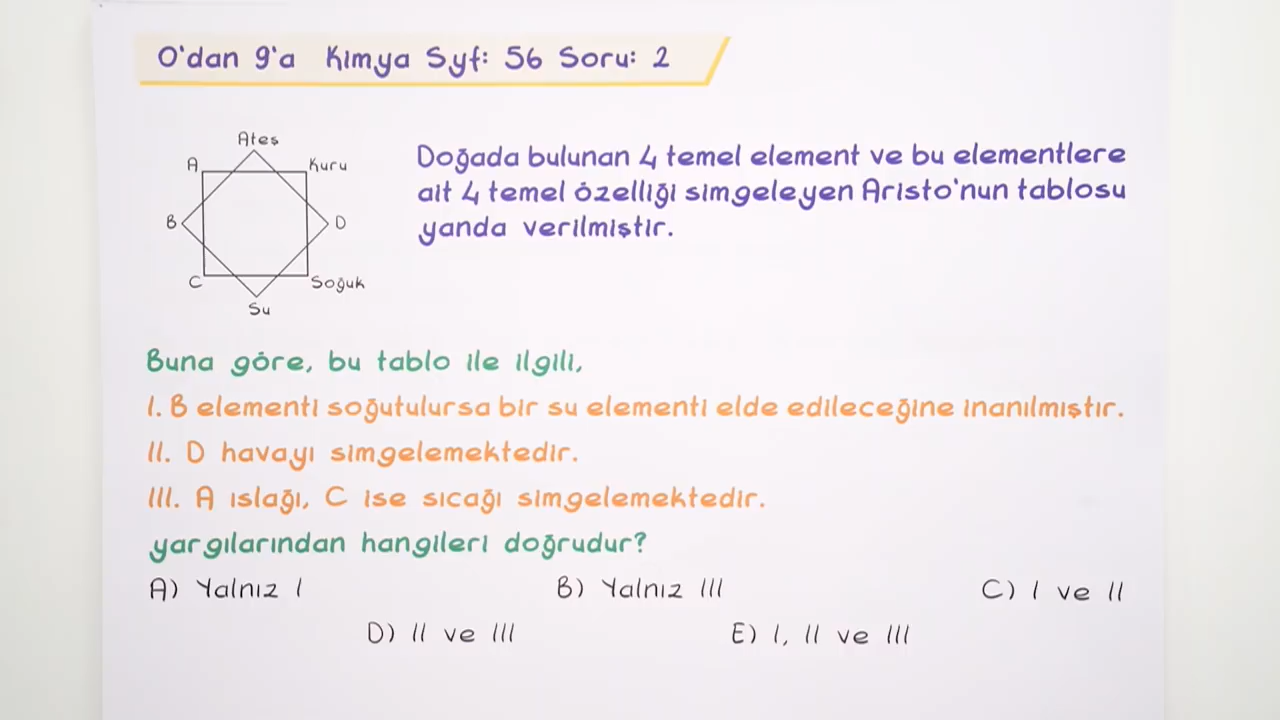 0'dan 9'a Kimya Syf: 56 Soru: 2
Ates
A
Kuru
B
D
C
Soğuk
Su
Doğada bulunan 4 temel element ve bu elementlere
ait 4 temel özelliği simgeleyen Aristo'nun tablosu
yanda verilmiştir.
Buna göre, bu tablo ile ilgili,
I. B elementi soğutulursa bir su elementi elde edileceğine inanılmıştır.
II. D havayı simgelemektedir.
III. A ıslağı, C ise sıcağı simgelemektedir.
yargılarından hangileri doğrudur?
A) Yalnız I
B) Yalnız III
C) I ve II
D) II ve III
E) I, II ve III